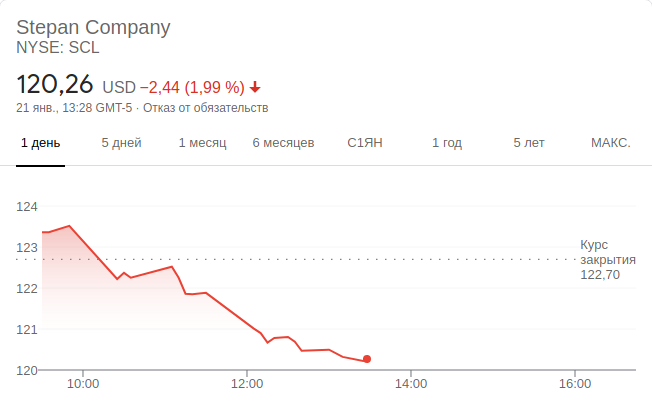 Stepan Company
NYSE: SCL
120,26 USD −2,44 (1,99 %)
21 янв., 13:28 GMT-5 · Отказ от обязательств
1 день 5 дней 1 месяц 6 месяцев С1ЯН 1 год 5 лет МАКС.
124
123
122
121
120
Курс
закрытия
122,70
10:00 12:00 14:00 16:00